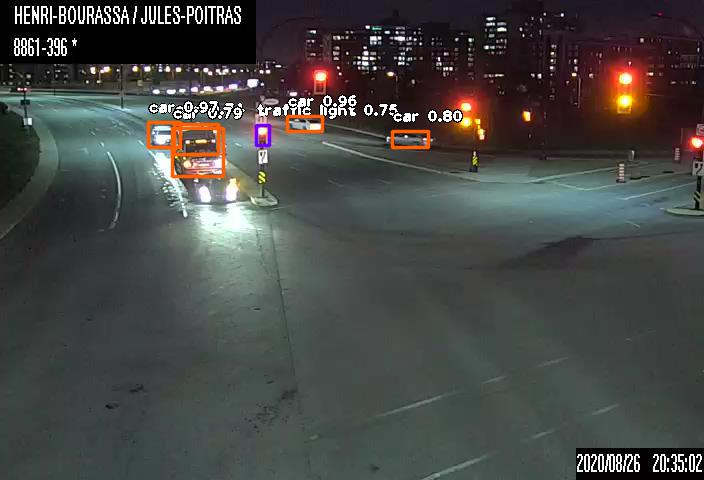 HENRI-BOURASSA / JULES-POITRAS
8861-396 *
car 0.97
car 0.79
traffic light 0.75
car 0.96
car 0.80
2020/08/26 20:35:02